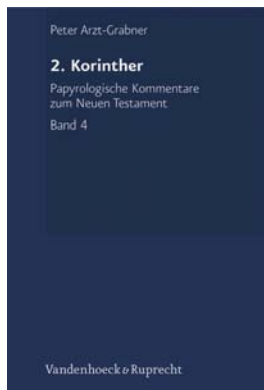 Peter Arzt-Grabner
2. Korinther
Papyrologische Kommentare
zum Neuen Testament
Band 4
Vandenhoeck & Ruprecht